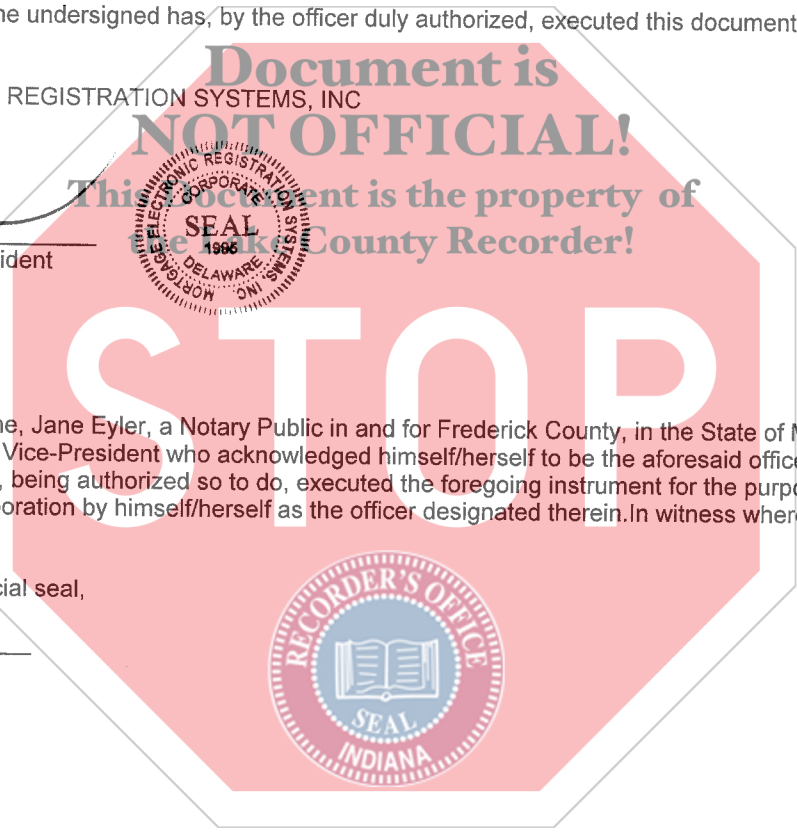 ne undersigned has, by the officer duly authorized, executed this document
Document is
REGISTRATION SYSTEMS, INC
NOT OFFICIAL!
This Document is the property of
the Lake County Recorder!
MORTGAGE ELECTRONIC REGISTRATION SYSTEMS, INC.
CORPORATE
SEAL
1995
DELAWARE
ident
STOP
ne, Jane Eyler, a Notary Public in and for Frederick County, in the State of M
Vice-President who acknowledged himself/herself to be the aforesaid office
, being authorized so to do, executed the foregoing instrument for the purpo
oration by himself/herself as the officer designated therein.In witness where
cial seal,
RECORDER'S OFFICE
SEAL
INDIANA